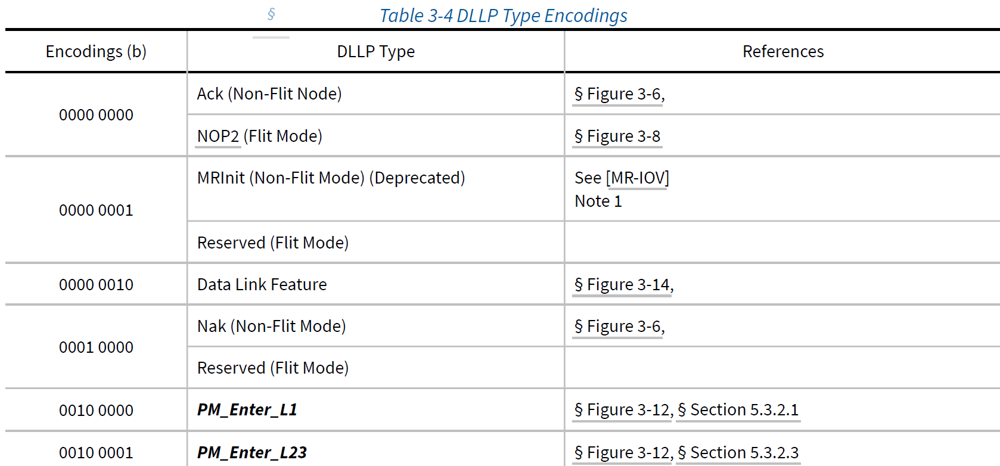 § Table 3-4 DLLP Type Encodings
Encodings (b) DLLP Type References
0000 0000
Ack (Non-Flit Node) § Figure 3-6,
NOP2 (Flit Mode) § Figure 3-8
0000 0001
MRInit (Non-Flit Mode) (Deprecated) See [MR-IOV]
Note 1
Reserved (Flit Mode)
0000 0010 Data Link Feature § Figure 3-14,
0001 0000
Nak (Non-Flit Mode) § Figure 3-6,
Reserved (Flit Mode)
0010 0000 PM_Enter_L1 § Figure 3-12, § Section 5.3.2.1
0010 0001 PM_Enter_L23 § Figure 3-12, § Section 5.3.2.3